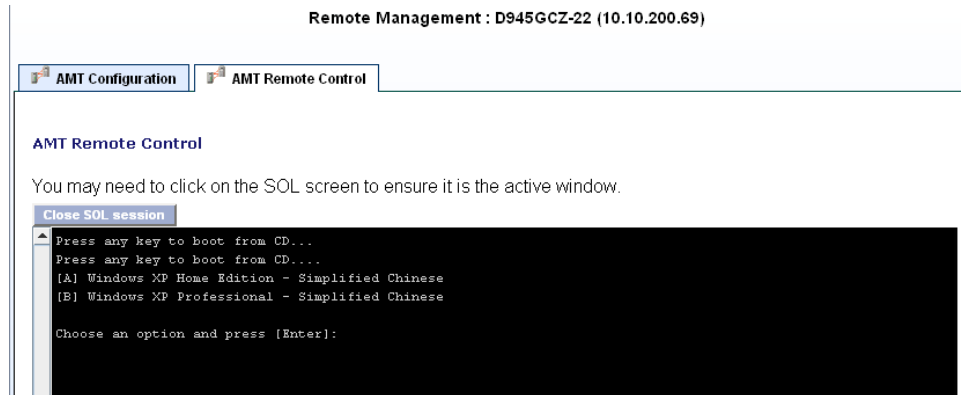 Remote Management : D945GCZ-22 (10.10.200.69)
AMT Configuration
AMT Remote Control
AMT Remote Control
You may need to click on the SOL screen to ensure it is the active window.
Close SOL session
Press any key to boot from CD...
Press any key to boot from CD....
[A] Windows XP Home Edition - Simplified Chinese
[B] Windows XP Professional - Simplified Chinese
Choose an option and press [Enter]: